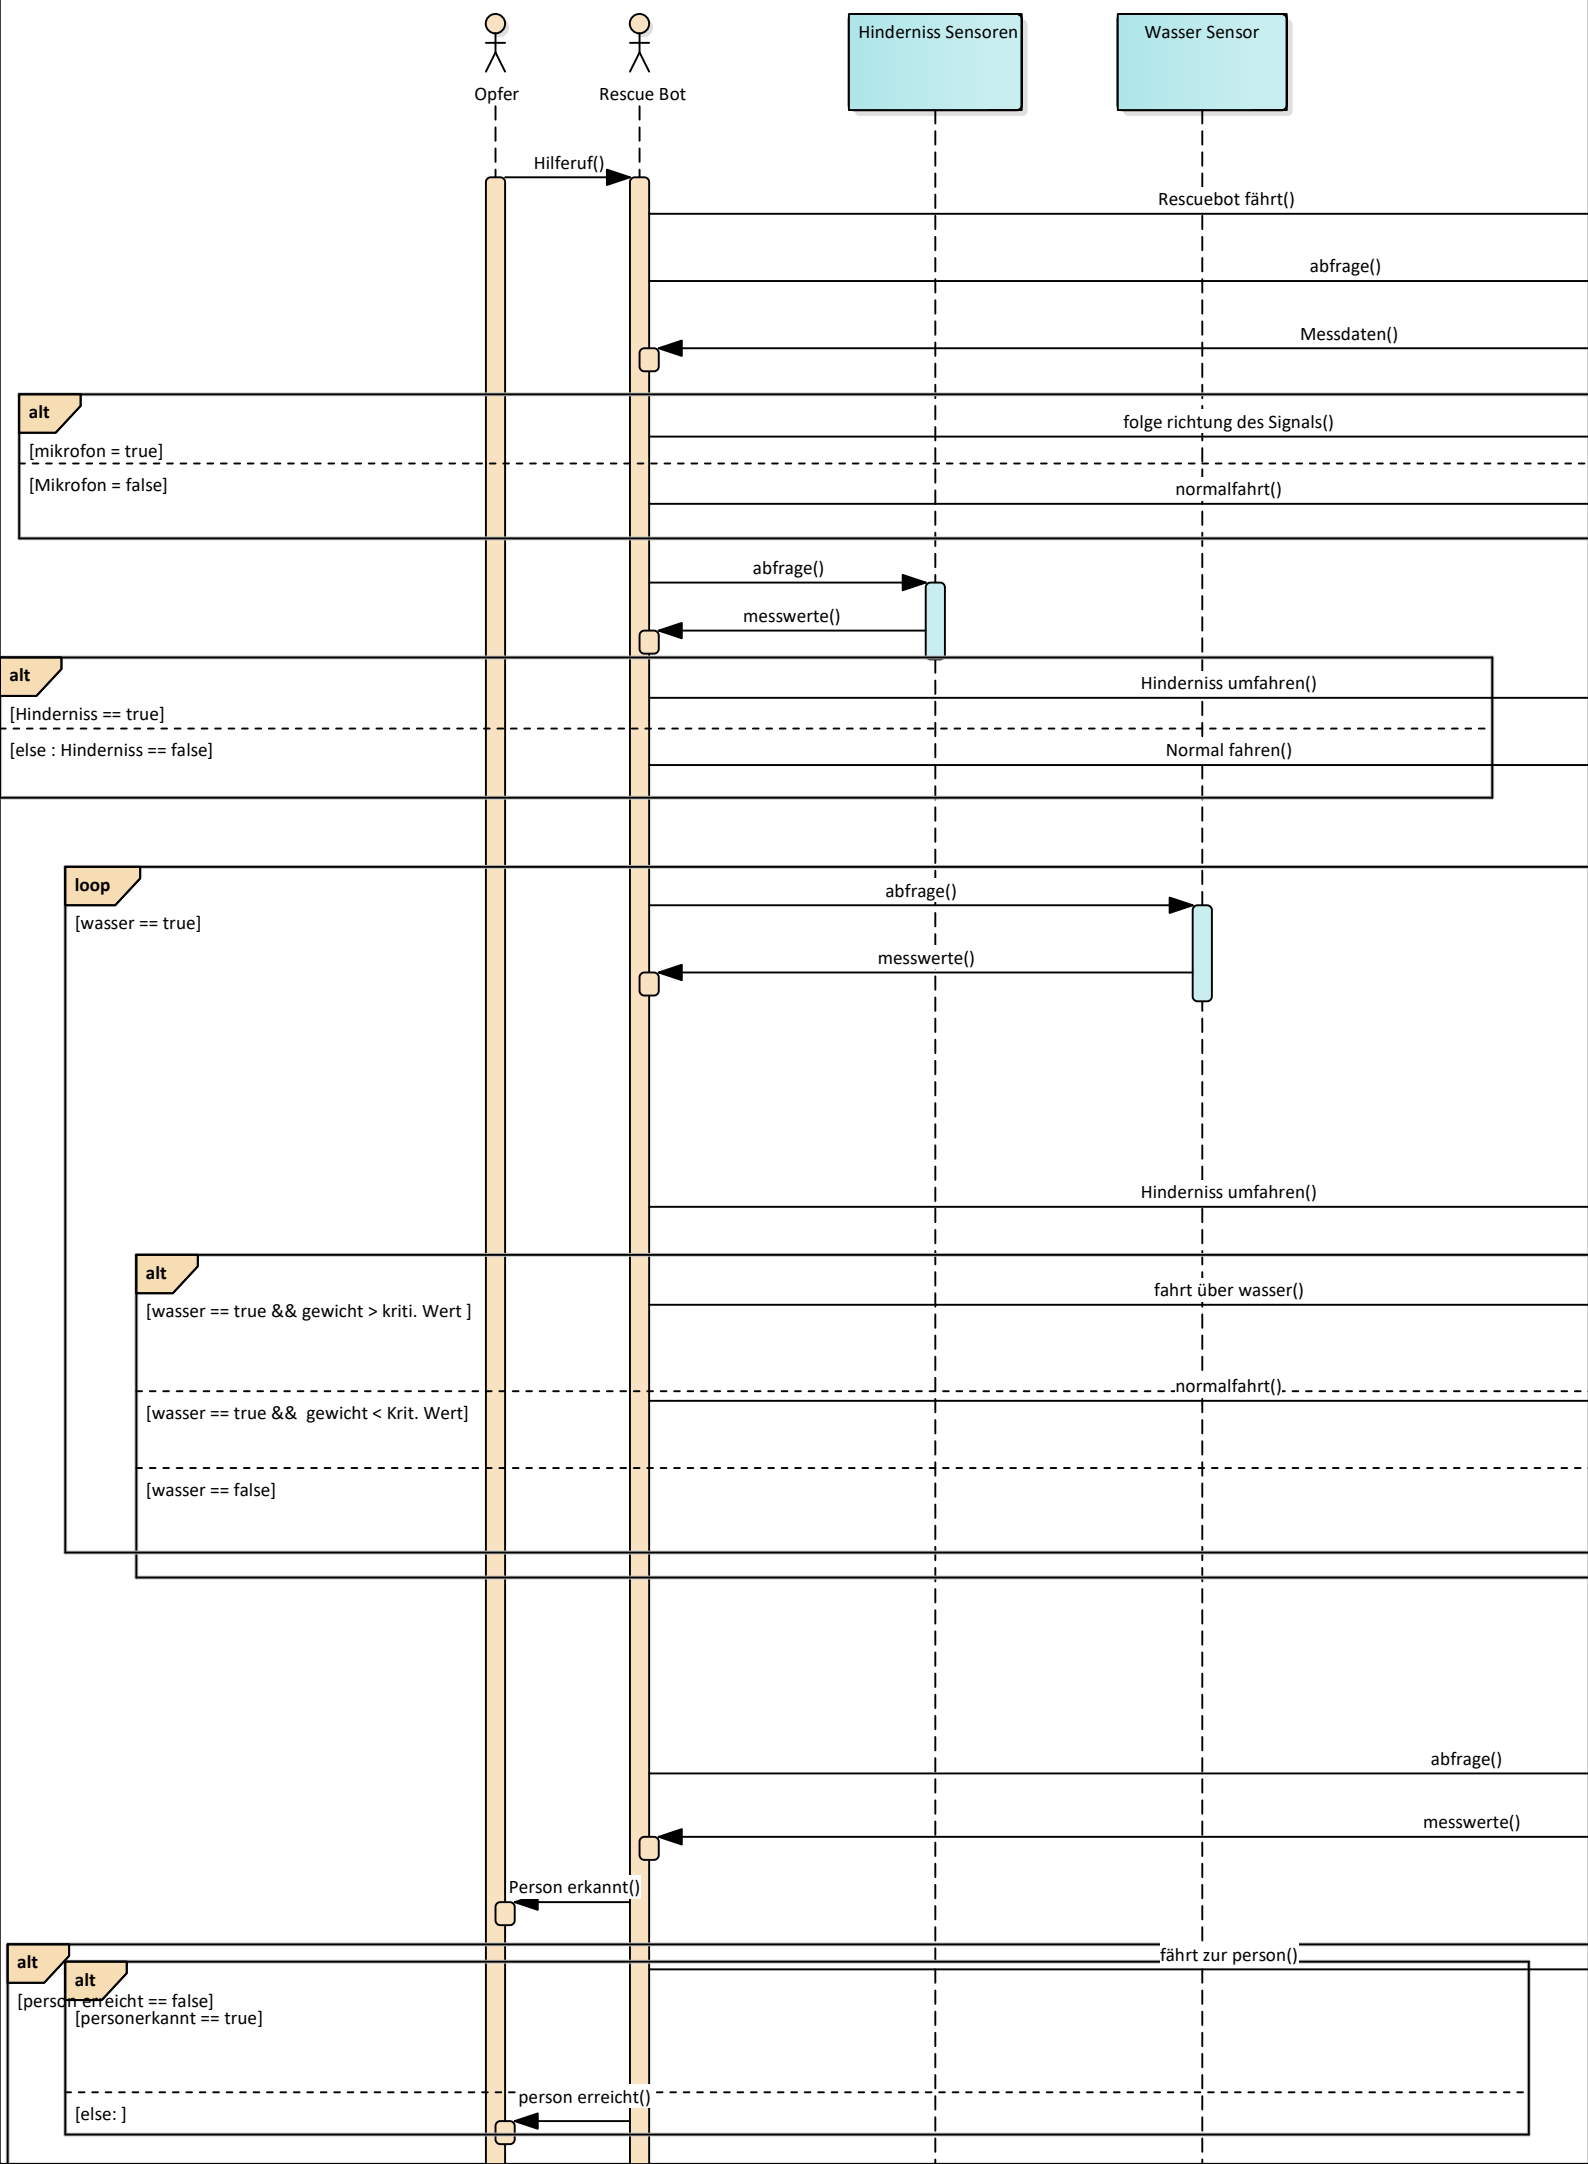 Opfer
Rescue Bot
Hinderniss Sensoren
Wasser Sensor
Hilferuf()
Rescuebot fährt()
abfrage()
Messdaten()
alt
folge richtung des Signals()
[mikrofon = true]
[Mikrofon = false]
normalfahrt()
abfrage()
messwerte()
alt
Hinderniss umfahren()
[Hinderniss == true]
[else : Hinderniss == false]
Normal fahren()
loop
abfrage()
[wasser == true]
messwerte()
Hinderniss umfahren()
alt
fahrt über wasser()
[wasser == true && gewicht > kriti. Wert ]
normalfahrt()
[wasser == true &&  gewicht < Krit. Wert]
[wasser == false]
abfrage()
messwerte()
Person erkannt()
alt
fährt zur person()
alt
[person erreicht == false]
[personerkannt == true]
person erreicht()
[else: ]